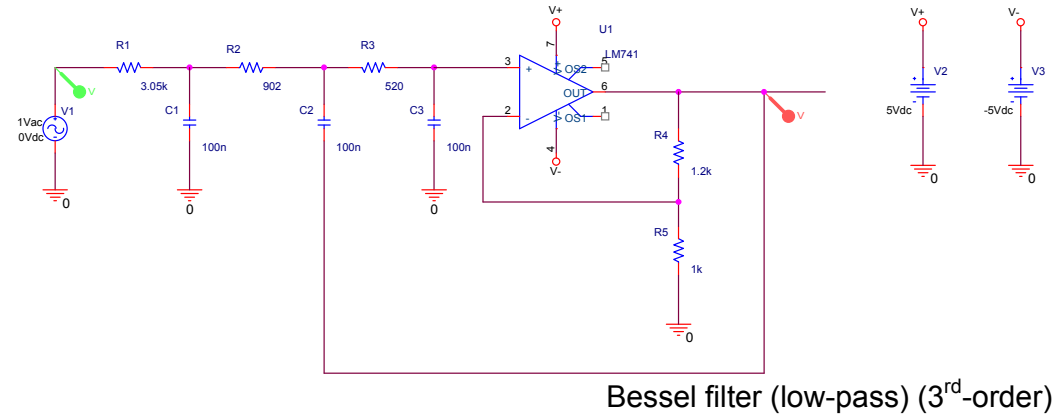 V+
V+
V-
U1
R1
R2
R3
7
LM741
5
3
+
OS2
V2
V3
V
3.05k
902
520
6
OUT
V1
C1
C2
C3
2
-
OS1
1
V
5Vdc
-5Vdc
1Vac
0Vdc
100n
100n
100n
4
V-
R4
1.2k
0
0
0
0
0
R5
1k
0
Bessel filter (low-pass) (3rd-order)